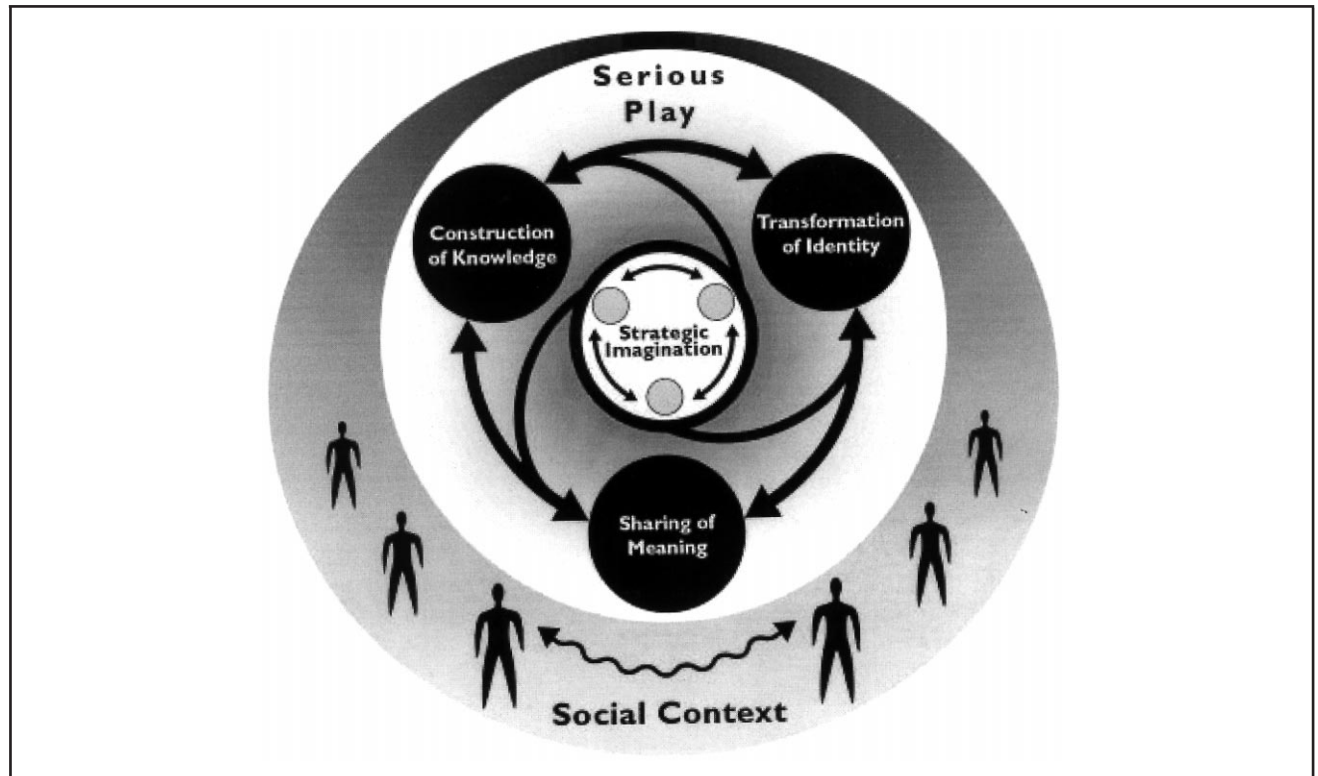 Serious
Play
Construction
of Knowledge
Transformation
of Identity
Strategic
Imagination
Sharing of
Meaning
Social Context